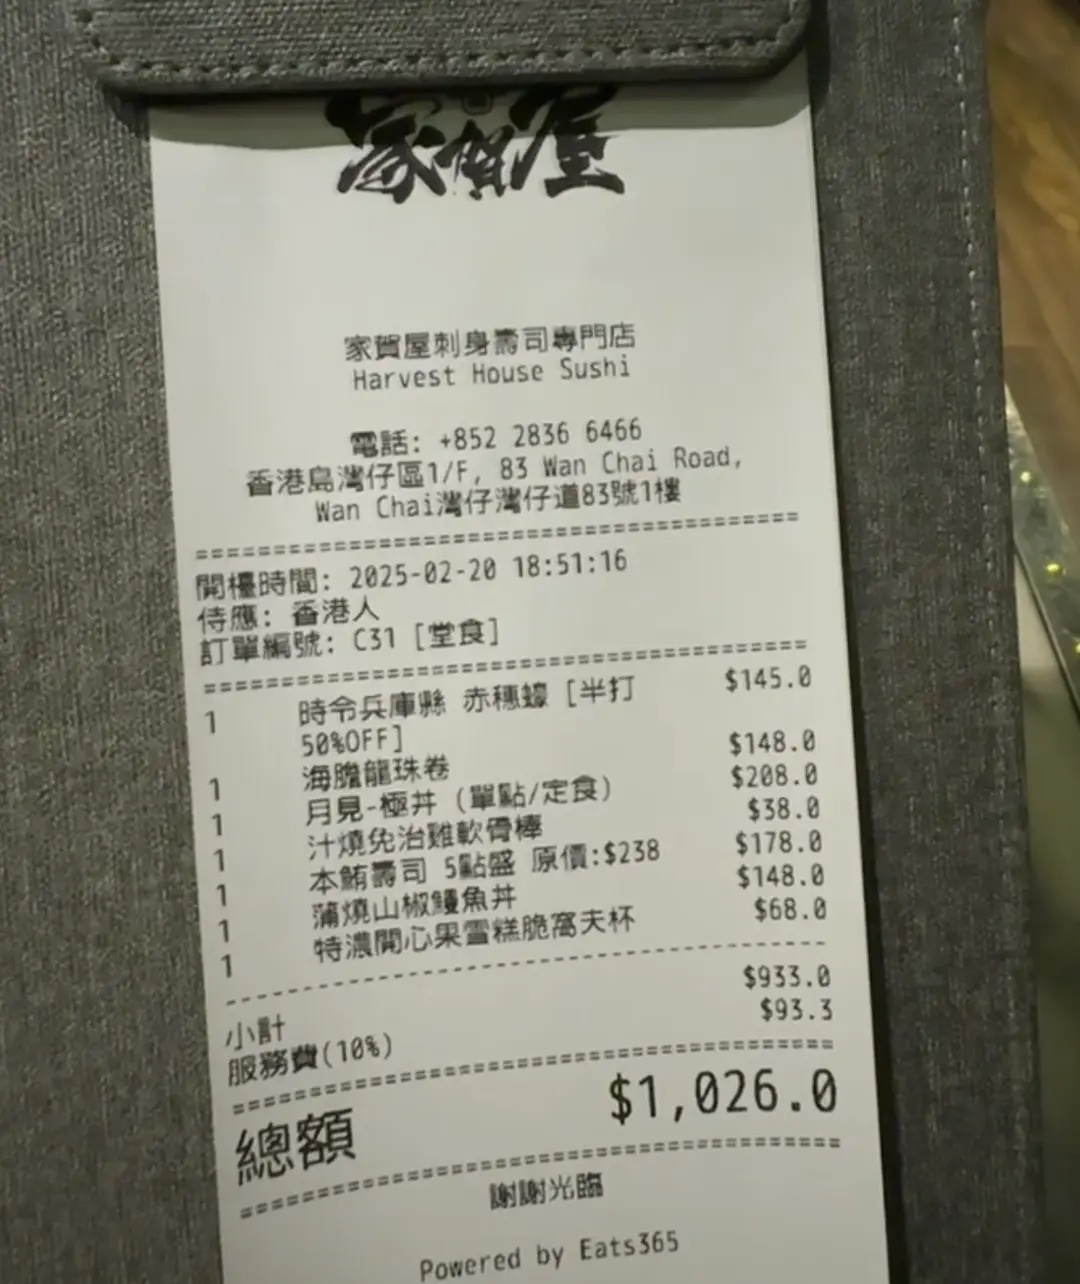 家賀屋
家賀屋刺身壽司專門店
Harvest House Sushi
電話: +852 2836 6466
香港島灣仔區1/F, 83 Wan Chai Road,
Wan Chai灣仔灣仔道83號1樓
開檯時間: 2025-02-20 18:51:16
侍應: 香港人
訂單編號: C31 [堂食]
1 時令兵庫縣 赤穗蠔 [半打 $145.0
50%OFF]
1 海膽龍珠卷 $148.0
1 月見-極丼 (單點/定食) $208.0
1 汁燒免治雞軟骨棒 $38.0
1 本鮪壽司 5點盛 原價:$238 $178.0
1 蒲燒山椒鰻魚丼 $148.0
1 特濃開心果雪糕脆窩夫杯 $68.0
小計 $933.0
服務費(10%) $93.3
總額 $1,026.0
謝謝光臨
Powered by Eats365